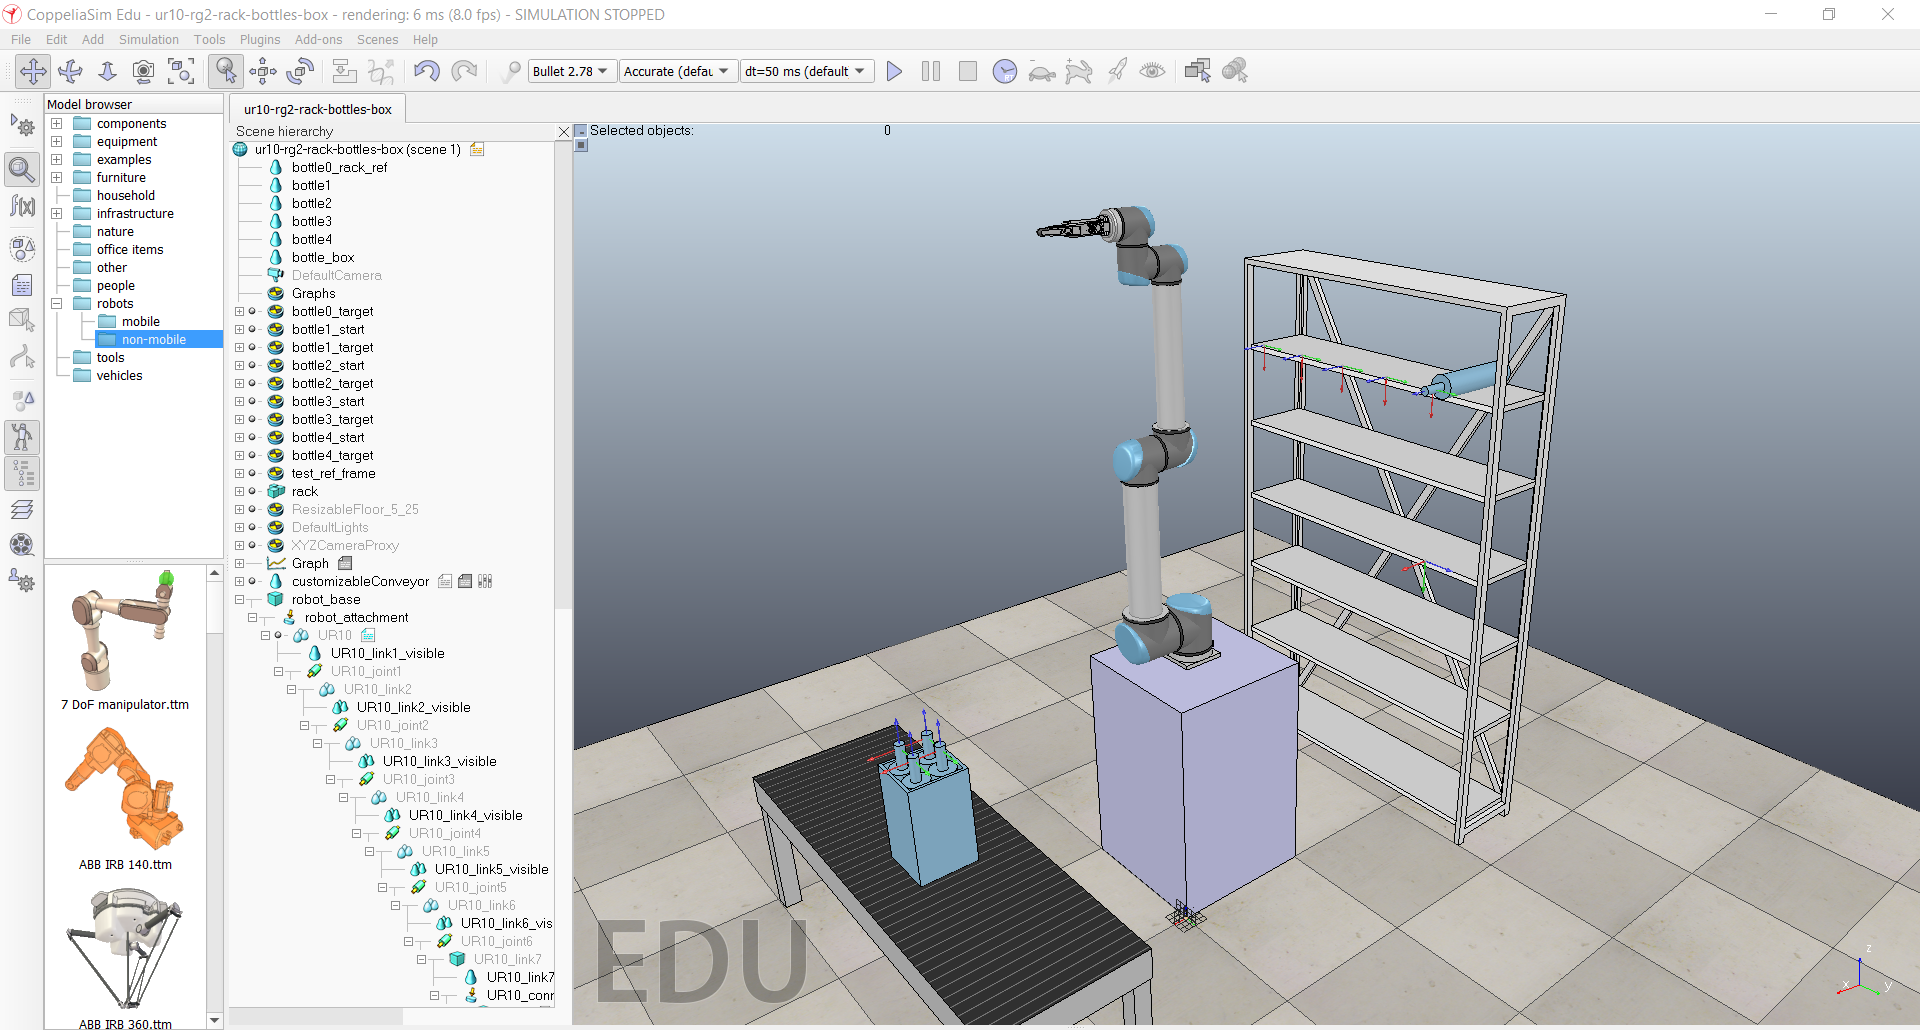 CoppeliaSim Edu - ur10-rg2-rack-bottles-box - rendering: 6 ms (8.0 fps) - SIMULATION STOPPED
File Edit Add Simulation Tools Plugins Add-ons Scenes Help
Bullet 2.78 Accurate (defau dt=50 ms (default
Model browser
components
equipment
examples
furniture
household
infrastructure
nature
office items
other
people
robots
mobile
non-mobile
tools
vehicles
7 DoF manipulator.ttm
ABB IRB 140.ttm
ABB IRB 360.ttm
ur10-rg2-rack-bottles-box
Scene hierarchy
ur10-rg2-rack-bottles-box (scene 1)
bottle0_rack_ref
bottle1
bottle2
bottle3
bottle4
bottle_box
DefaultCamera
Graphs
bottle0_target
bottle1_start
bottle1_target
bottle2_start
bottle2_target
bottle3_start
bottle3_target
bottle4_start
bottle4_target
test_ref_frame
rack
ResizableFloor_5_25
DefaultLights
XYZCameraProxy
Graph
customizableConveyor
robot_base
robot_attachment
UR10
UR10_link1_visible
UR10_joint1
UR10_link2
UR10_link2_visible
UR10_joint2
UR10_link3
UR10_link3_visible
UR10_joint3
UR10_link4
UR10_link4_visible
UR10_joint4
UR10_link5
UR10_link5_visible
UR10_joint5
UR10_link6
UR10_link6_vis
UR10_joint6
UR10_link7
UR10_link7
UR10_conr
Selected objects: 0
EDU
z
x
y
f(x)